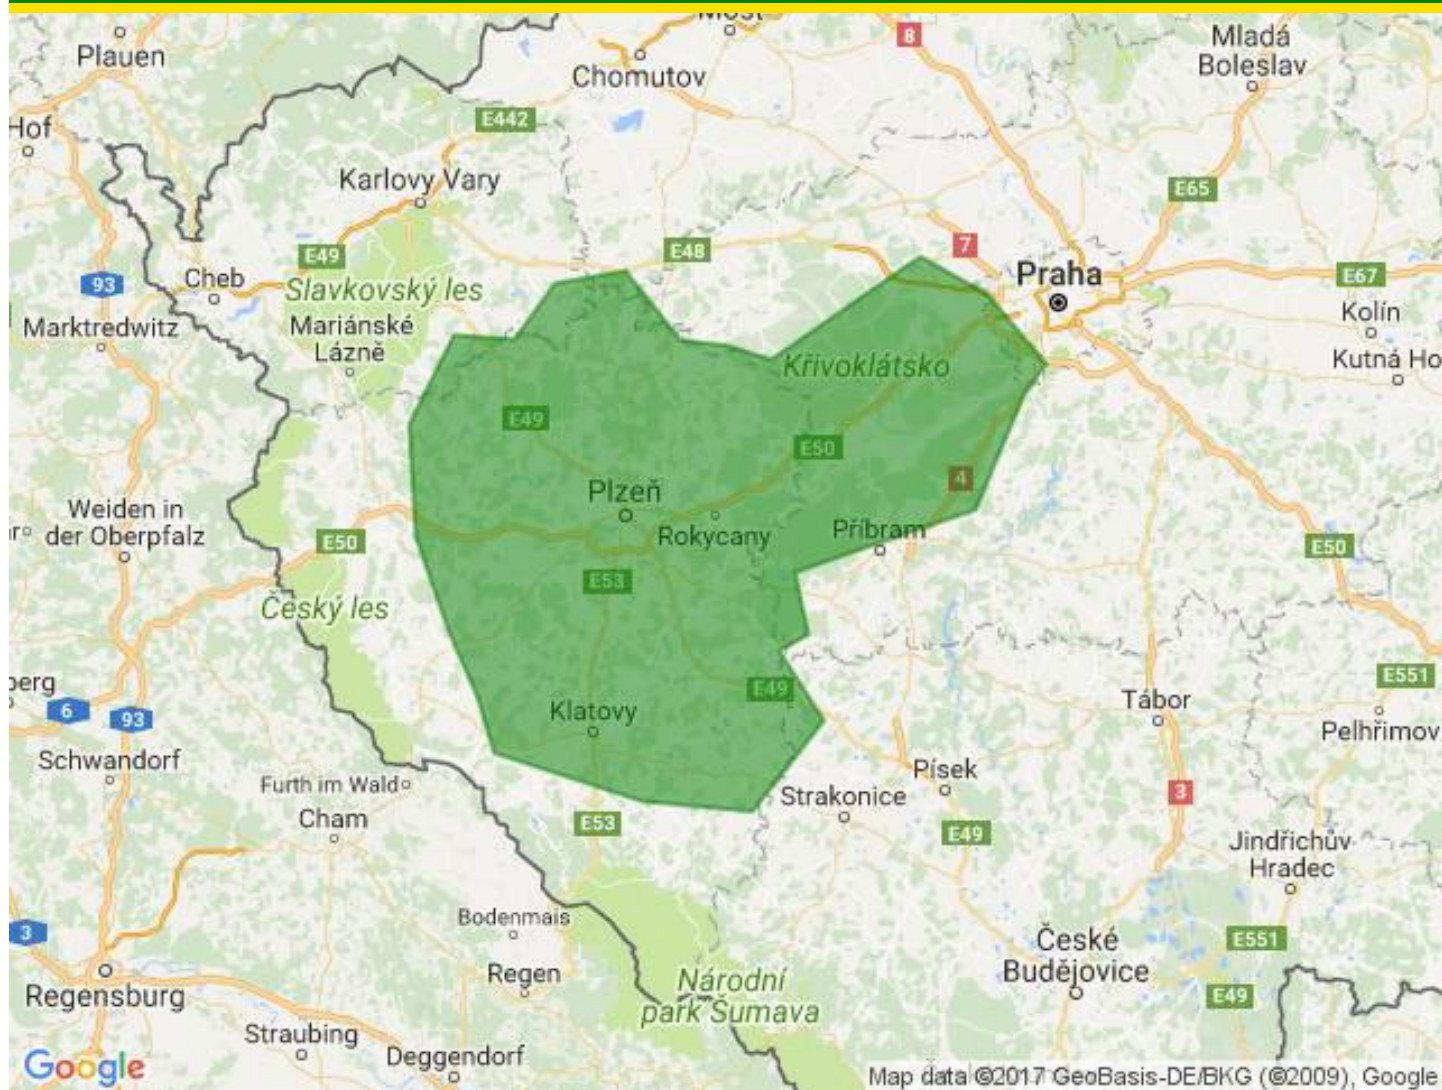 Most
8
Mladá
Boleslav
Plauen
Chomutov
Hof
E442
Karlovy Vary
E65
7
E49
E48
93
Cheb
Praha
E67
Slavkovský les
Kolín
Marktredwitz
Mariánské
Lázně
Křivoklátsko
Kutná Ho
E49
E50
4
Plzeň
Weiden in
der Oberpfalz
Rokycany
Příbram
E50
E50
E53
Český les
berg
E49
E551
6
93
Klatovy
Tábor
Pelhřimov
Schwandorf
Furth im Wald
Písek
Strakonice
3
Cham
E53
E49
Jindřichův
Hradec
Bodenmais
3
České
Budějovice
E551
Regen
Národní
park Šumava
E49
Regensburg
Straubing
Deggendorf
Google
Map data ©2017 GeoBasis-DE/BKG (©2009), Google